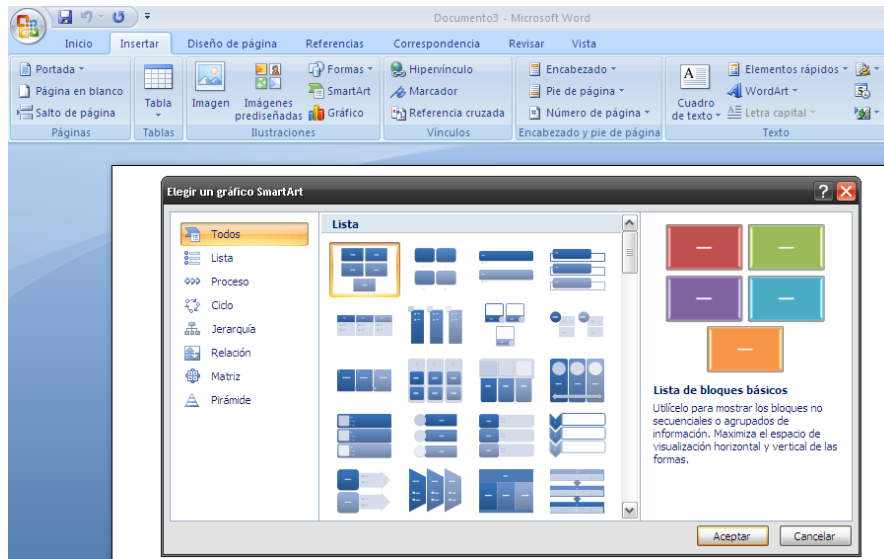 Documento3 - Microsoft Word
Inicio Insertar Diseño de página Referencias Correspondencia Revisar Vista
Portada
Página en blanco
Salto de página
Páginas
Tabla
Tablas
Imagen
Imágenes
prediseñadas
Formas
SmartArt
Gráfico
Ilustraciones
Hipervínculo
Marcador
Referencia cruzada
Vínculos
Encabezado
Pie de página
Número de página
Encabezado y pie de página
A
Cuadro
de texto
Elementos rápidos
WordArt
Letra capital
Texto
Elegir un gráfico SmartArt
Todos
Lista
Proceso
Ciclo
Jerarquía
Relación
Matriz
Pirámide
Lista
Lista de bloques básicos
Utilícelo para mostrar los bloques no
secuenciales o agrupados de
información. Maximiza el espacio de
visualización horizontal y vertical de las
formas.
Aceptar Cancelar